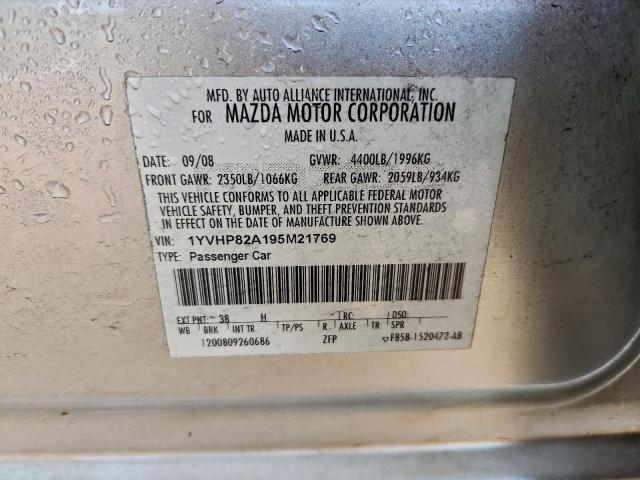 MFD. BY AUTO ALLIANCE INTERNATIONAL, INC.
FOR MAZDA MOTOR CORPORATION
MADE IN U.S.A.
DATE: 09/08 GVWR: 4400LB/1996KG
FRONT GAWR: 2350LB/1066KG REAR GAWR: 2059LB/934KG
THIS VEHICLE CONFORMS TO ALL APPLICABLE FEDERAL MOTOR
VEHICLE SAFETY, BUMPER, AND THEFT PREVENTION STANDARDS
IN EFFECT ON THE DATE OF MANUFACTURE SHOWN ABOVE.
VIN: 1YVHP82A195M21769
TYPE: Passenger Car
EXT PNT: 38 H RC: DSO:
WB BRK INT TR TP/PS R. AXLE TR SPR
1200809260686 ZFP ▽F85B-1520472-AB